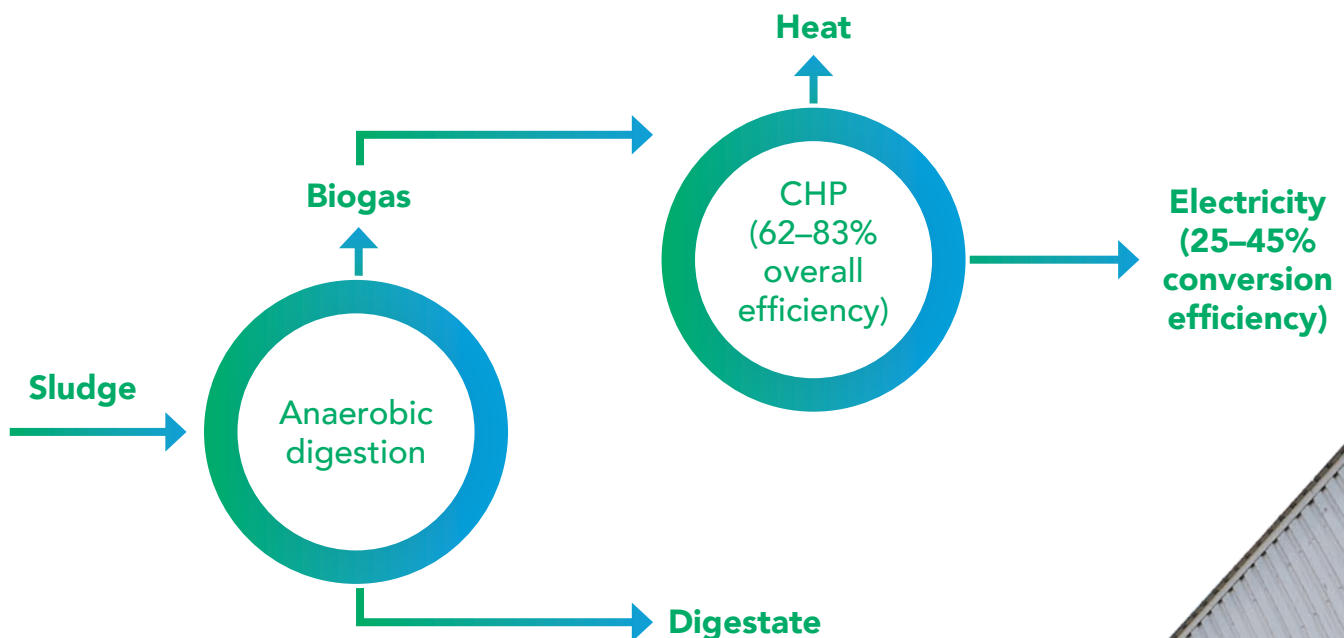 Heat
Biogas
CHP
(62–83%
overall
efficiency)
Electricity
(25–45%
conversion
efficiency)
Sludge
Anaerobic
digestion
Digestate